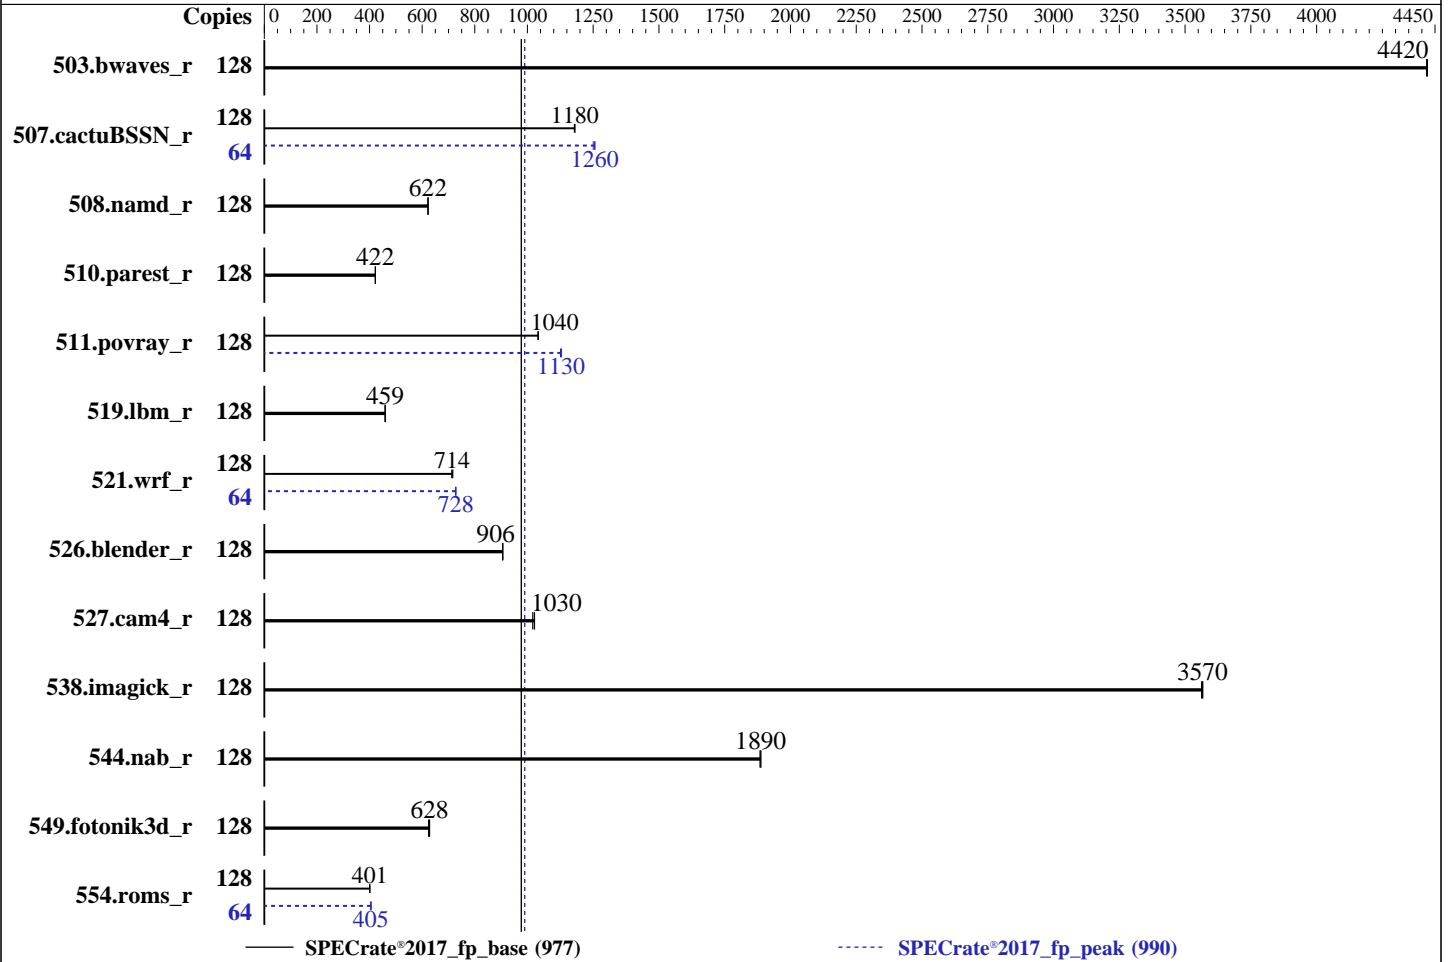 Copies 0 200 400 600 800 1000 1250 1500 1750 2000 2250 2500 2750 3000 3250 3500 3750 4000 4450
503.bwaves_r 128 4420
507.cactuBSSN_r 128 1180
64 1260
508.namd_r 128 622
510.parest_r 128 422
511.povray_r 128 1040
1130
519.lbm_r 128 459
521.wrf_r 128 714
64 728
526.blender_r 128 906
527.cam4_r 128 1030
538.imagick_r 128 3570
544.nab_r 128 1890
549.fotonik3d_r 128 628
554.roms_r 128 401
64 405
SPECrate®2017_fp_base (977) SPECrate®2017_fp_peak (990)